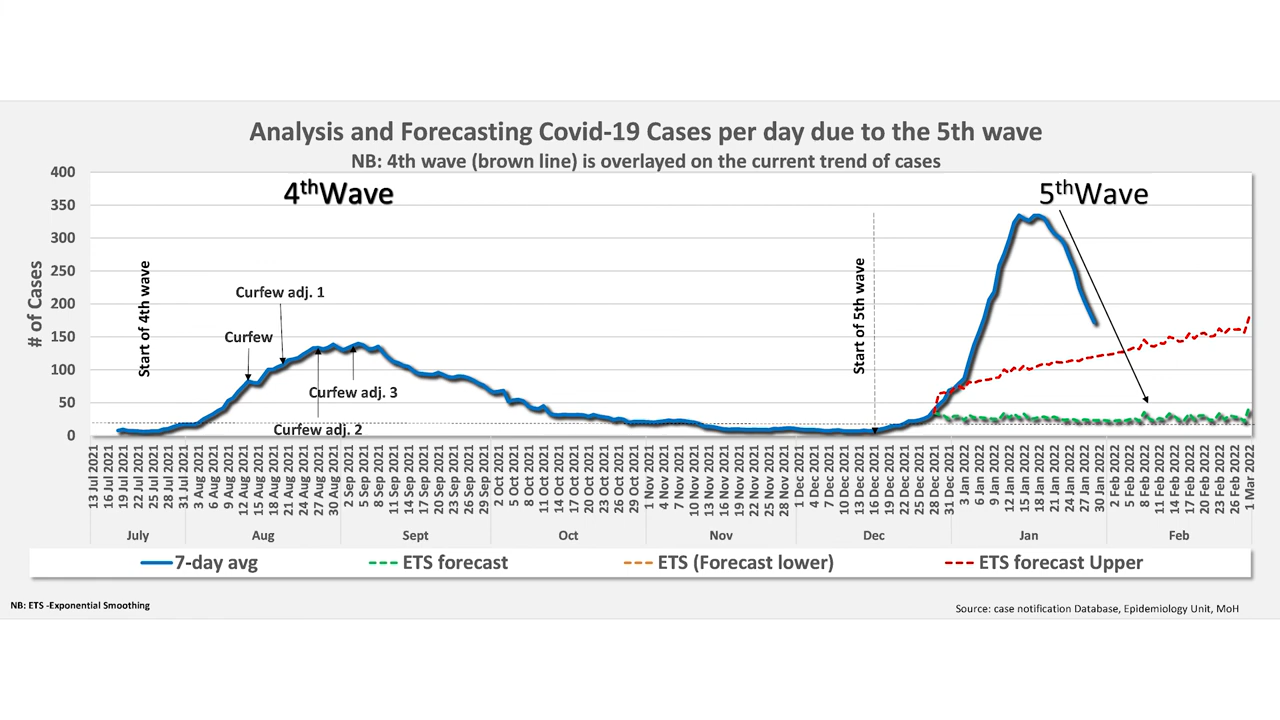 Analysis and Forecasting Covid-19 Cases per day due to the 5th wave
NB: 4th wave (brown line) is overlayed on the current trend of cases
4thWave
5thWave
# of Cases
400
350
300
250
200
150
100
50
0
Start of 4th wave
Curfew
Curfew adj. 1
Curfew adj. 2
Curfew adj. 3
Start of 5th wave
13 Jul 2021
16 Jul 2021
19 Jul 2021
22 Jul 2021
25 Jul 2021
28 Jul 2021
31 Jul 2021
3 Aug 2021
6 Aug 2021
9 Aug 2021
12 Aug 2021
15 Aug 2021
18 Aug 2021
21 Aug 2021
24 Aug 2021
27 Aug 2021
30 Aug 2021
2 Sep 2021
5 Sep 2021
8 Sep 2021
11 Sep 2021
14 Sep 2021
17 Sep 2021
20 Sep 2021
23 Sep 2021
26 Sep 2021
29 Sep 2021
2 Oct 2021
5 Oct 2021
8 Oct 2021
11 Oct 2021
14 Oct 2021
17 Oct 2021
20 Oct 2021
23 Oct 2021
26 Oct 2021
29 Oct 2021
1 Nov 2021
4 Nov 2021
7 Nov 2021
10 Nov 2021
13 Nov 2021
16 Nov 2021
19 Nov 2021
22 Nov 2021
25 Nov 2021
28 Nov 2021
1 Dec 2021
4 Dec 2021
7 Dec 2021
10 Dec 2021
13 Dec 2021
16 Dec 2021
19 Dec 2021
22 Dec 2021
25 Dec 2021
28 Dec 2021
31 Dec 2021
3 Jan 2022
6 Jan 2022
9 Jan 2022
12 Jan 2022
15 Jan 2022
18 Jan 2022
21 Jan 2022
24 Jan 2022
27 Jan 2022
30 Jan 2022
2 Feb 2022
5 Feb 2022
8 Feb 2022
11 Feb 2022
14 Feb 2022
17 Feb 2022
20 Feb 2022
23 Feb 2022
26 Feb 2022
1 Mar 2022
July Aug Sept Oct Nov Dec Jan Feb
7-day avg ETS forecast ETS (Forecast lower) ETS forecast Upper
NB: ETS -Exponential Smoothing
Source: case notification Database, Epidemiology Unit, MoH